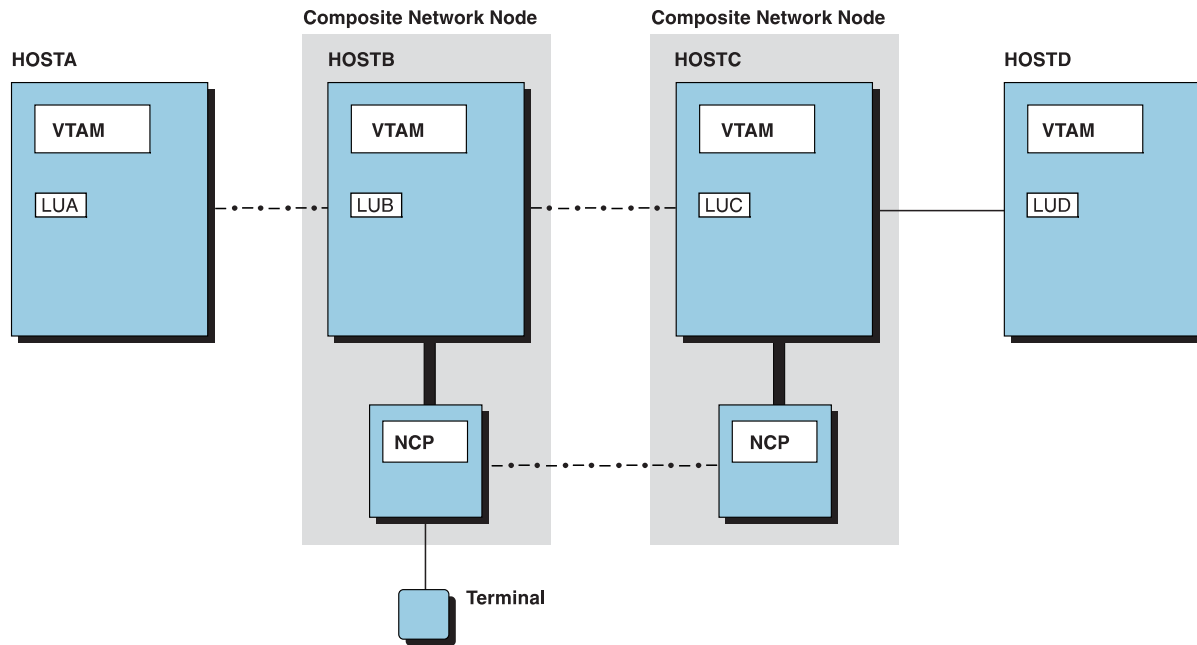 Composite Network Node
Composite Network Node
HOSTA
HOSTB
HOSTC
HOSTD
VTAM
VTAM
VTAM
VTAM
LUA
LUB
LUC
LUD
NCP
NCP
Terminal